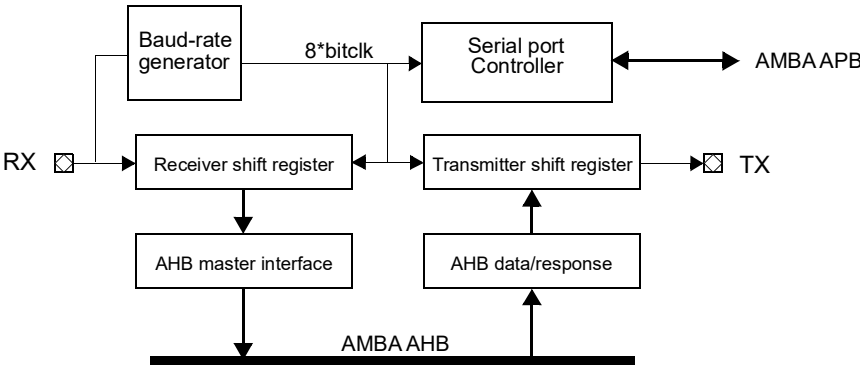 Baud-rate
generator
8*bitclk
Serial port
Controller
AMBA APB
RX
Receiver shift register
Transmitter shift register
TX
AHB master interface
AHB data/response
AMBA AHB